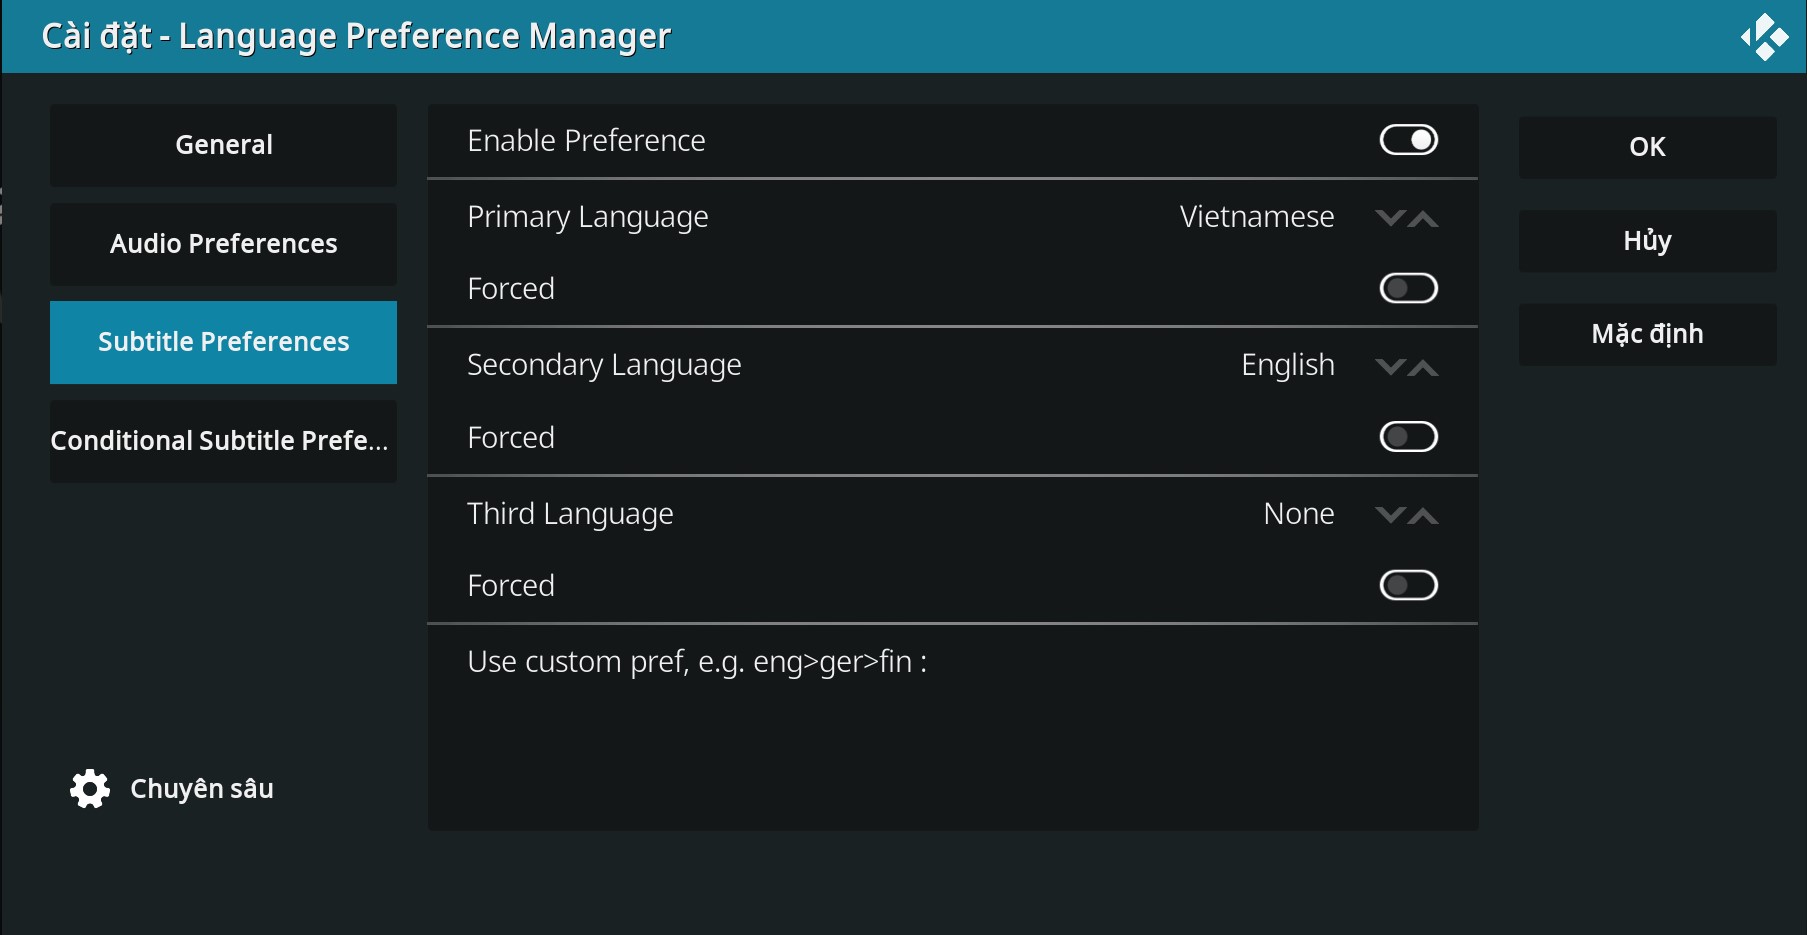 Cài đặt - Language Preference Manager
General
Audio Preferences
Subtitle Preferences
Conditional Subtitle Prefe...
Chuyên sâu
Enable Preference
Primary Language Vietnamese
Forced
Secondary Language English
Forced
Third Language None
Forced
Use custom pref, e.g. eng>ger>fin :
OK
Hủy
Mặc định